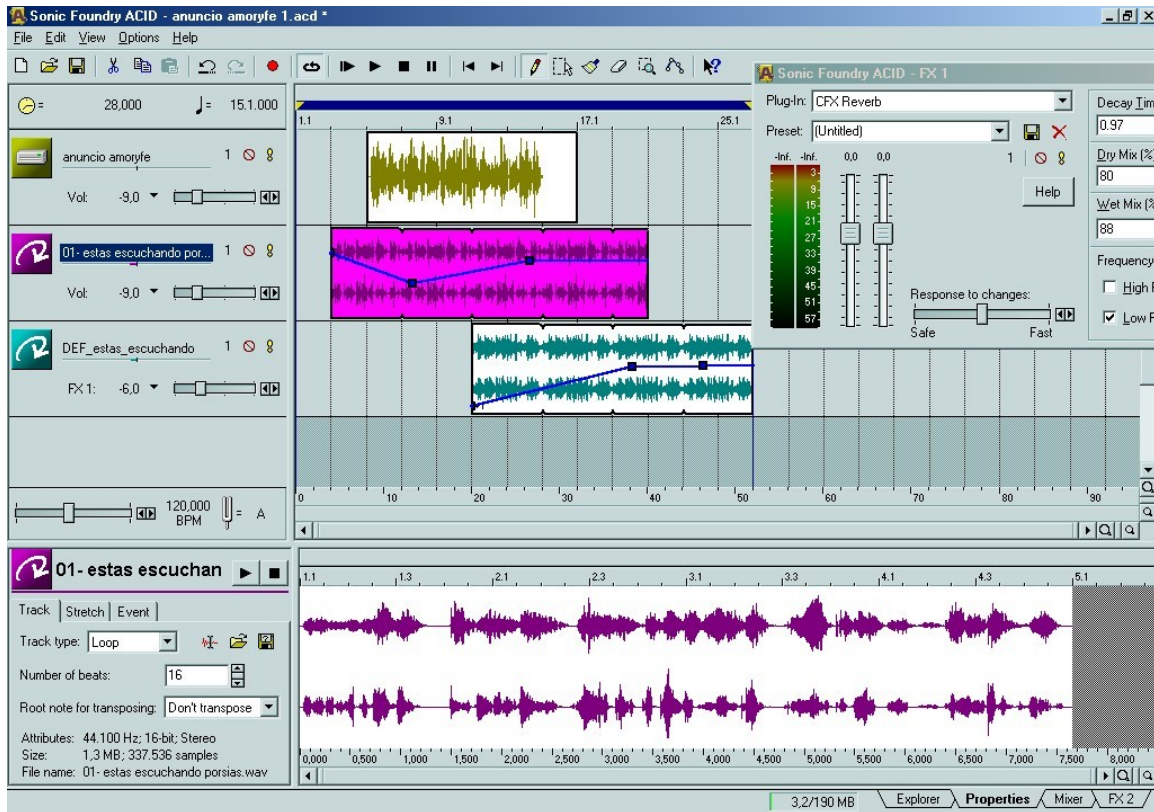 Sonic Foundry ACID - anuncio amoryfe 1.acd *
File Edit View Options Help
= 28,000 = 15.1.000
1.1 9.1 17.1 25.1
anuncio amoryfe 1
Vol: -9,0
01- estas escuchando por... 1
Vol: -9,0
DEF_estas_escuchando 1
FX 1: -6,0
120,000
BPM
= A
0 10 20 30 40 50 60 70 80 90
Sonic Foundry ACID - FX 1
Plug-In: CFX Reverb
Preset: (Untitled)
-Inf. -Inf. 0,0 0,0 1
3
9
15
21
27
33
39
45
51
57
Help
Response to changes:
Safe Fast
Decay Tim
0.97
Dry Mix (%
80
Wet Mix (%
88
Frequency
High F
Low F
01- estas escuchan
Track Stretch Event
Track type: Loop
Number of beats: 16
Root note for transposing: Don't transpose
Attributes: 44.100 Hz; 16-bit; Stereo
Size: 1,3 MB; 337.536 samples
File name: 01- estas escuchando porsias.wav
1.1 1.3 2.1 2.3 3.1 3.3 4.1 4.3 5.1
0,000 0,500 1,000 1,500 2,000 2,500 3,000 3,500 4,000 4,500 5,000 5,500 6,000 6,500 7,000 7,500 8,000
3,2/190 MB Explorer Properties Mixer FX 2